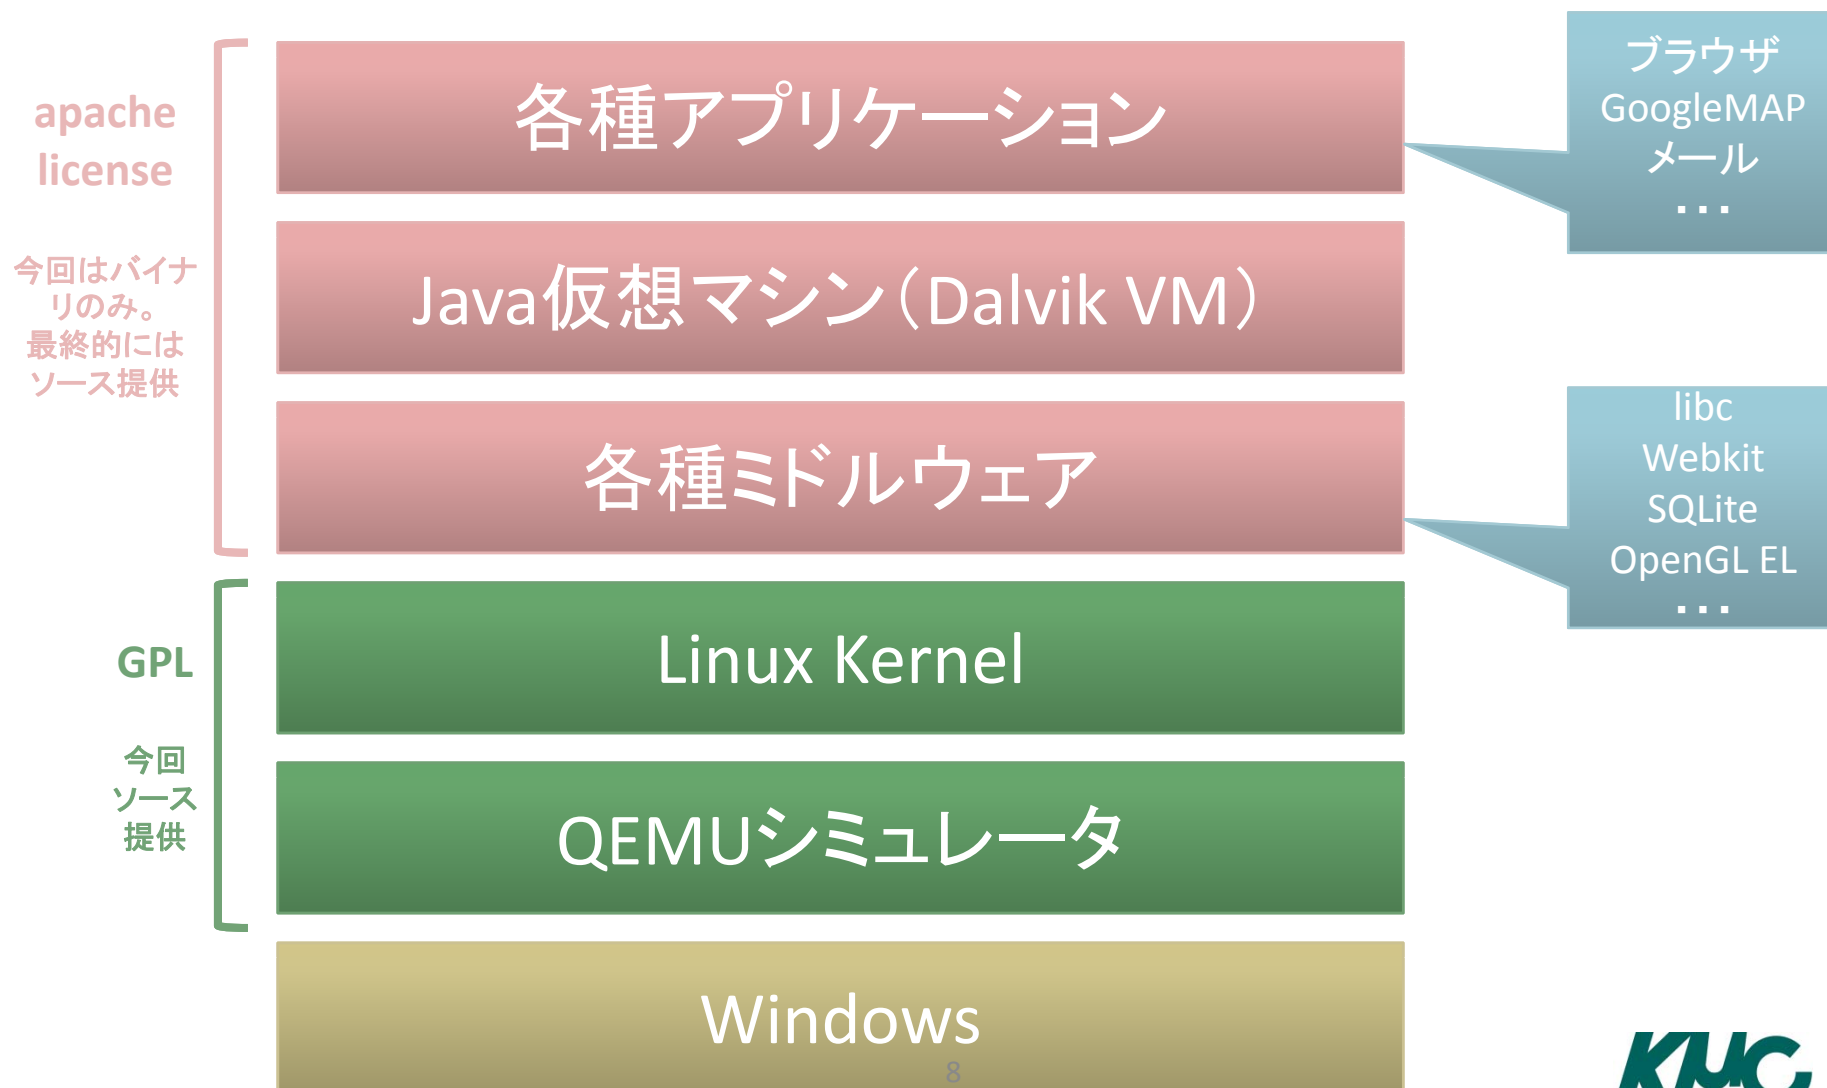 apache
license
今回はバイナ
リのみ。
最終的には
ソース提供
GPL
今回
ソース
提供
各種アプリケーション
Java仮想マシン（Dalvik VM）
各種ミドルウェア
Linux Kernel
QEMUシミュレータ
Windows
ブラウザ
GoogleMAP
メール
・・・
libc
Webkit
SQLite
OpenGL EL
・・・
8
KMC